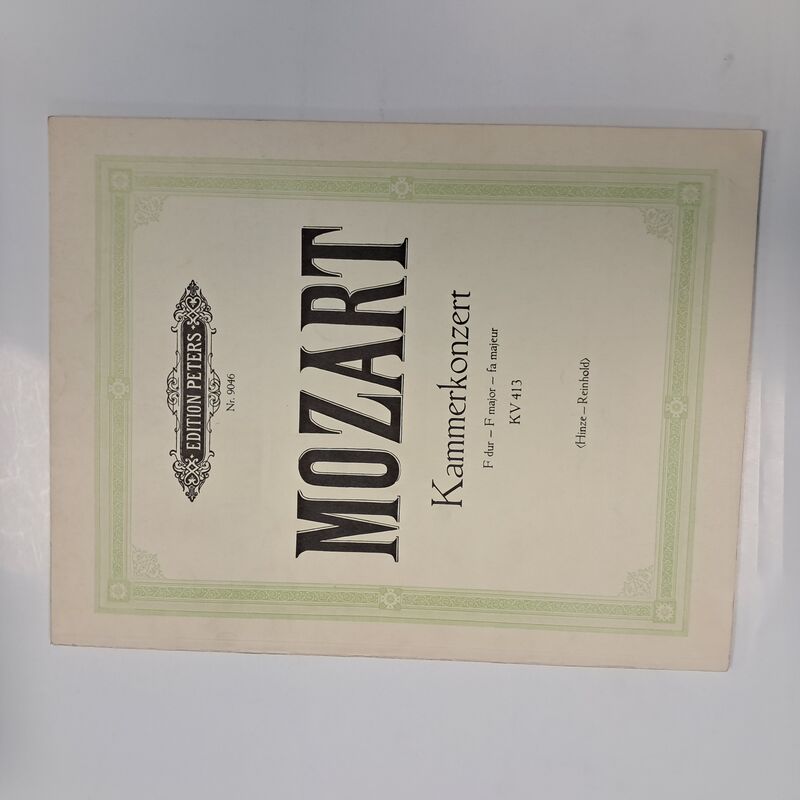 EDITION PETERS
Nr. 9046
MOZART
Kammerkonzert
F dur – F major – fa majeur
KV 413
(Hinze – Reinhold)